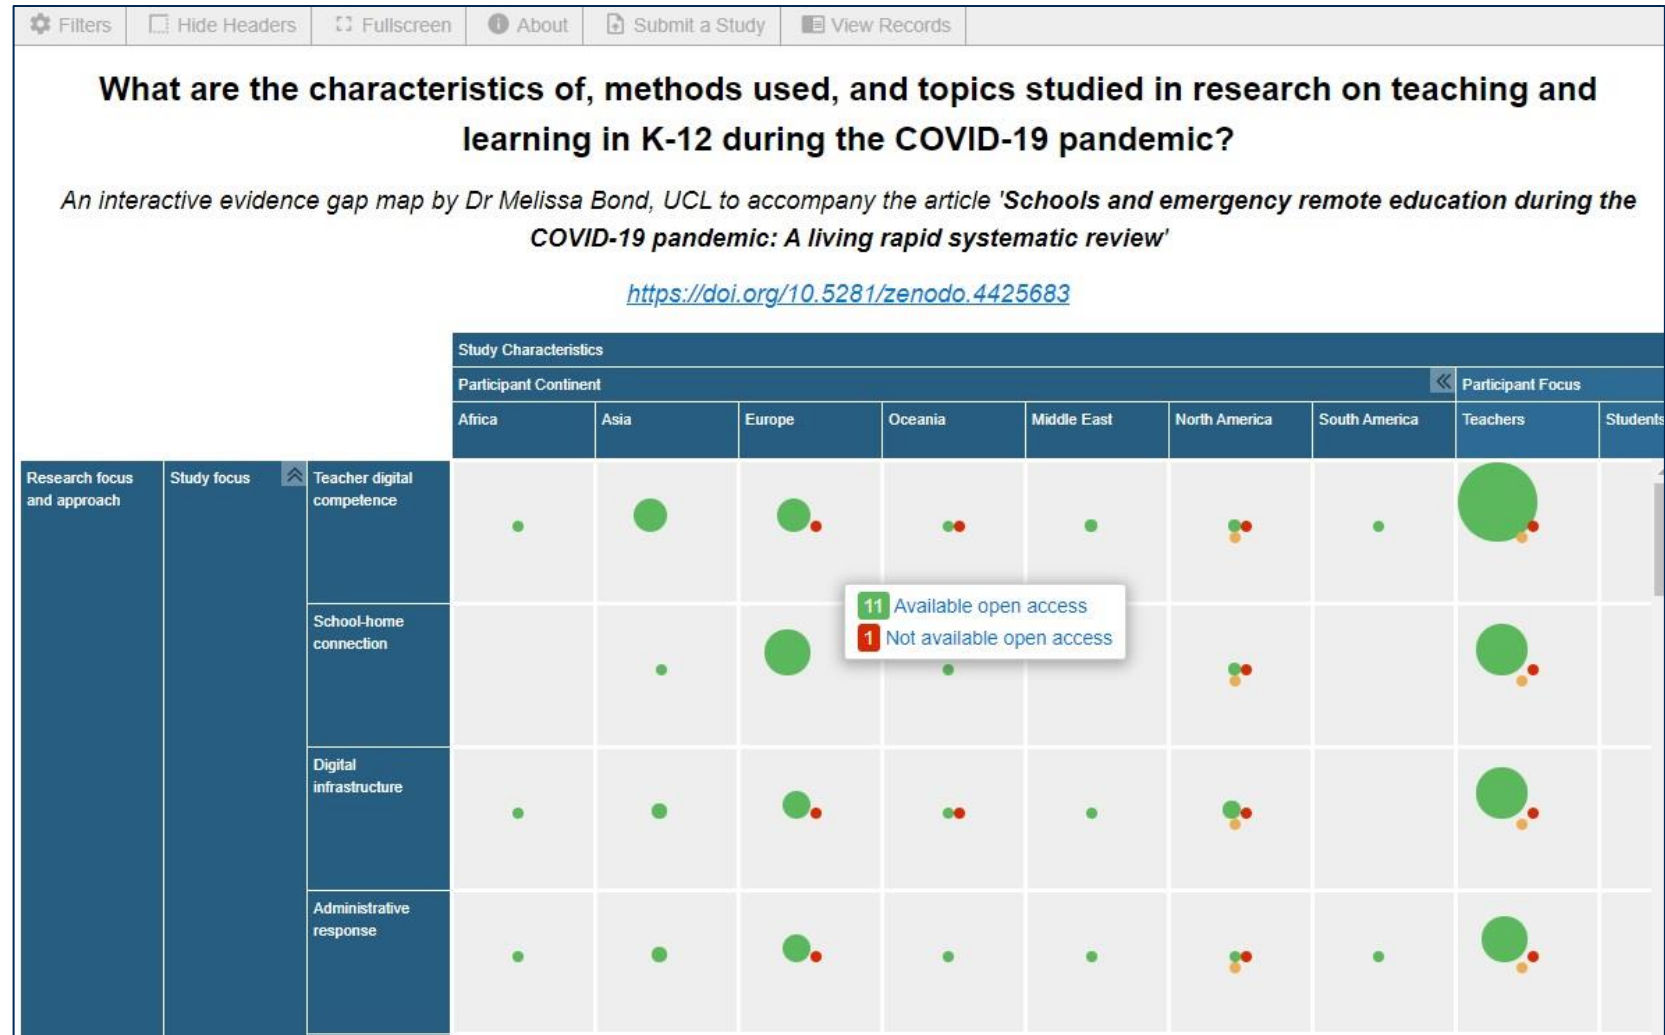 Filters Hide Headers Fullscreen About Submit a Study View Records
What are the characteristics of, methods used, and topics studied in research on teaching and
learning in K-12 during the COVID-19 pandemic?
An interactive evidence gap map by Dr Melissa Bond, UCL to accompany the article 'Schools and emergency remote education during the
COVID-19 pandemic: A living rapid systematic review'
https://doi.org/10.5281/zenodo.4425683
Study Characteristics
Participant Continent Participant Focus
Africa Asia Europe Oceania Middle East North America South America Teachers Students
Research focus
and approach
Study focus
Teacher digital
competence
11 Available open access
1 Not available open access
School-home
connection
Digital
infrastructure
Administrative
response